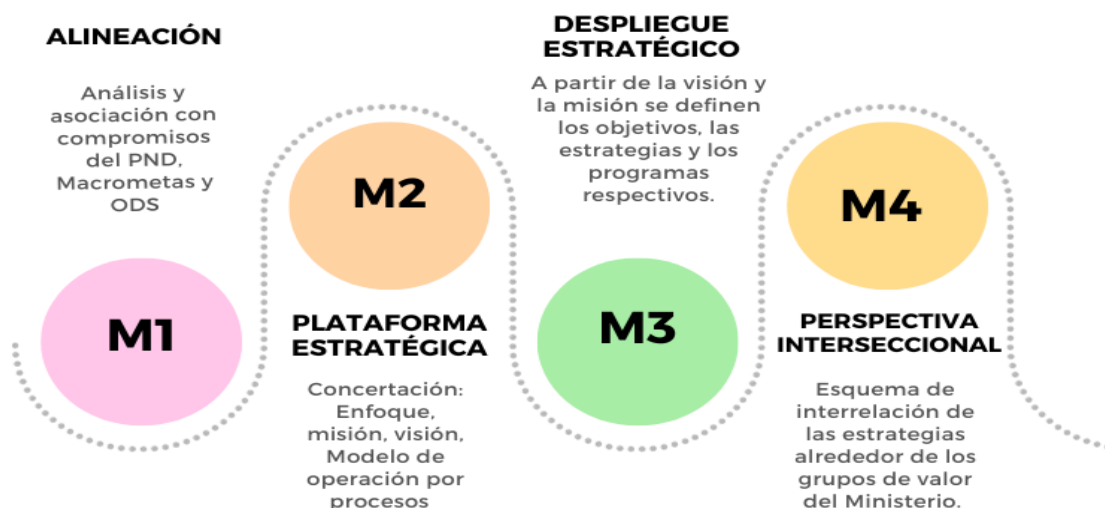 ALINEACIÓN
Análisis y
asociación con
compromisos
del PND,
Macrometas y
ODS
M1
M2
PLATAFORMA
ESTRATÉGICA
Concertación:
Enfoque,
misión, visión,
Modelo de
operación por
procesos
DESPLIEGUE
ESTRATÉGICO
A partir de la visión y
la misión se definen
los objetivos, las
estrategias y los
programas
respectivos.
M3
M4
PERSPECTIVA
INTERSECCIONAL
Esquema de
interrelación de
las estrategias
alrededor de los
grupos de valor
del Ministerio.